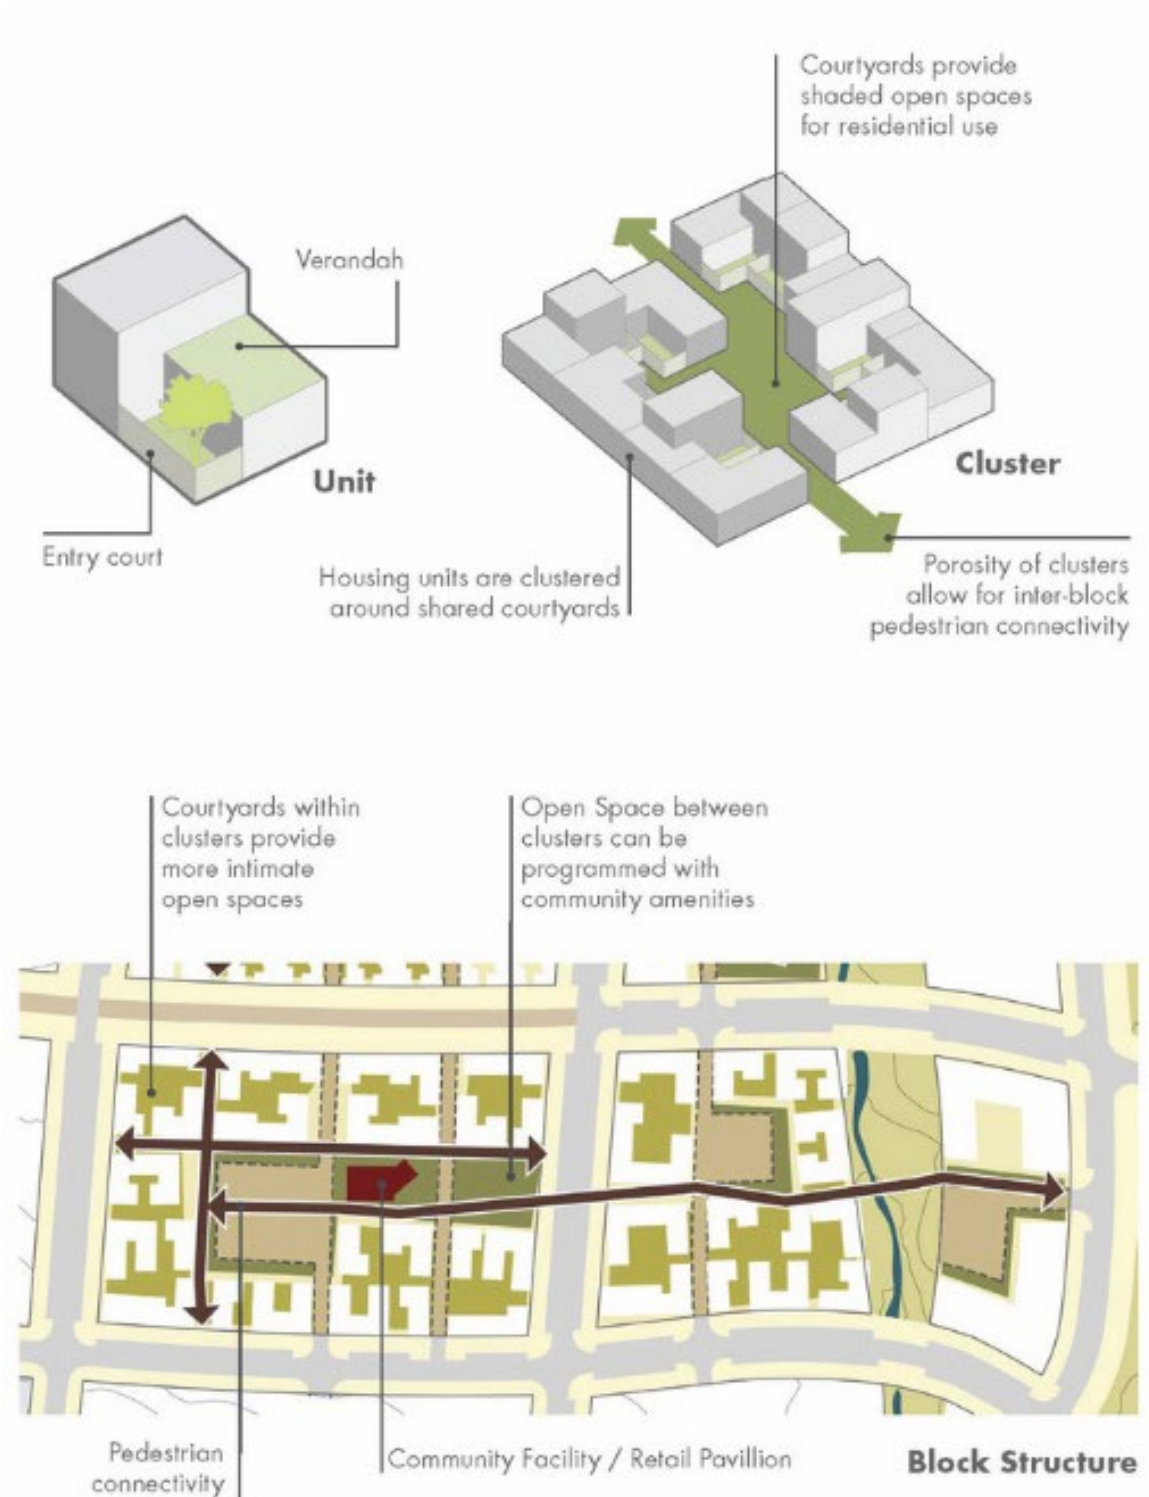 Courtyards provide
shaded open spaces
for residential use
Verandah
Unit
Cluster
Entry court
Housing units are clustered
around shared courtyards
Porosity of clusters
allow for inter-block
pedestrian connectivity
Courtyards within
clusters provide
more intimate
open spaces
Open Space between
clusters can be
programmed with
community amenities
Pedestrian
connectivity
Community Facility / Retail Pavillion
Block Structure